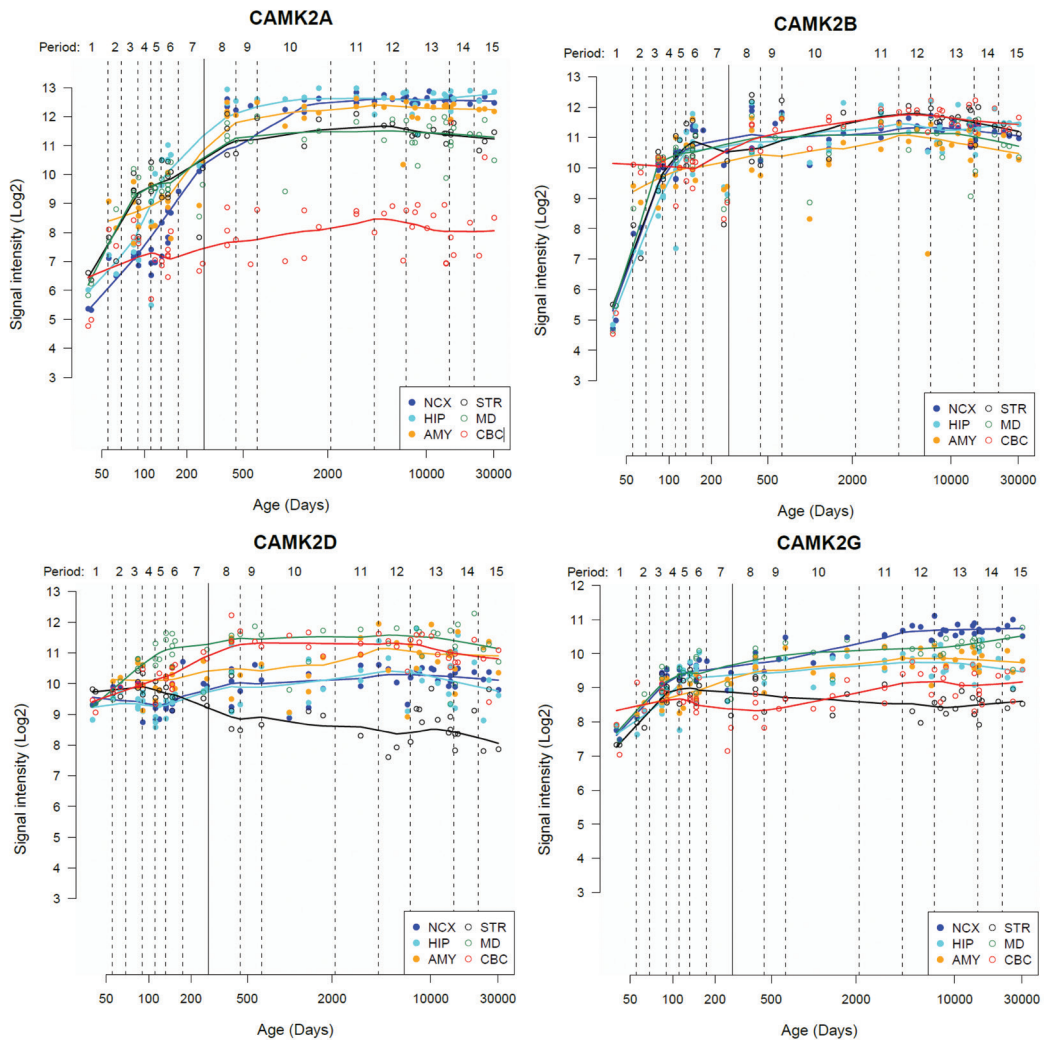 CAMK2A
Period: 1 2 3 4 5 6 7 8 9 10 11 12 13 14 15
Signal intensity (Log2)
13
12
11
10
9
8
7
6
5
4
3
NCX STR
HIP MD
AMY CBC
50 100 200 500 2000 10000 30000
Age (Days)
CAMK2B
Period: 1 2 3 4 5 6 7 8 9 10 11 12 13 14 15
Signal intensity (Log2)
13
12
11
10
9
8
7
6
5
4
3
NCX STR
HIP MD
AMY CBC
50 100 200 500 2000 10000 30000
Age (Days)
CAMK2D
Period: 1 2 3 4 5 6 7 8 9 10 11 12 13 14 15
Signal intensity (Log2)
13
12
11
10
9
8
7
6
5
4
3
NCX STR
HIP MD
AMY CBC
50 100 200 500 2000 10000 30000
Age (Days)
CAMK2G
Period: 1 2 3 4 5 6 7 8 9 10 11 12 13 14 15
Signal intensity (Log2)
12
11
10
9
8
7
6
5
4
3
NCX STR
HIP MD
AMY CBC
50 100 200 500 2000 10000 30000
Age (Days)